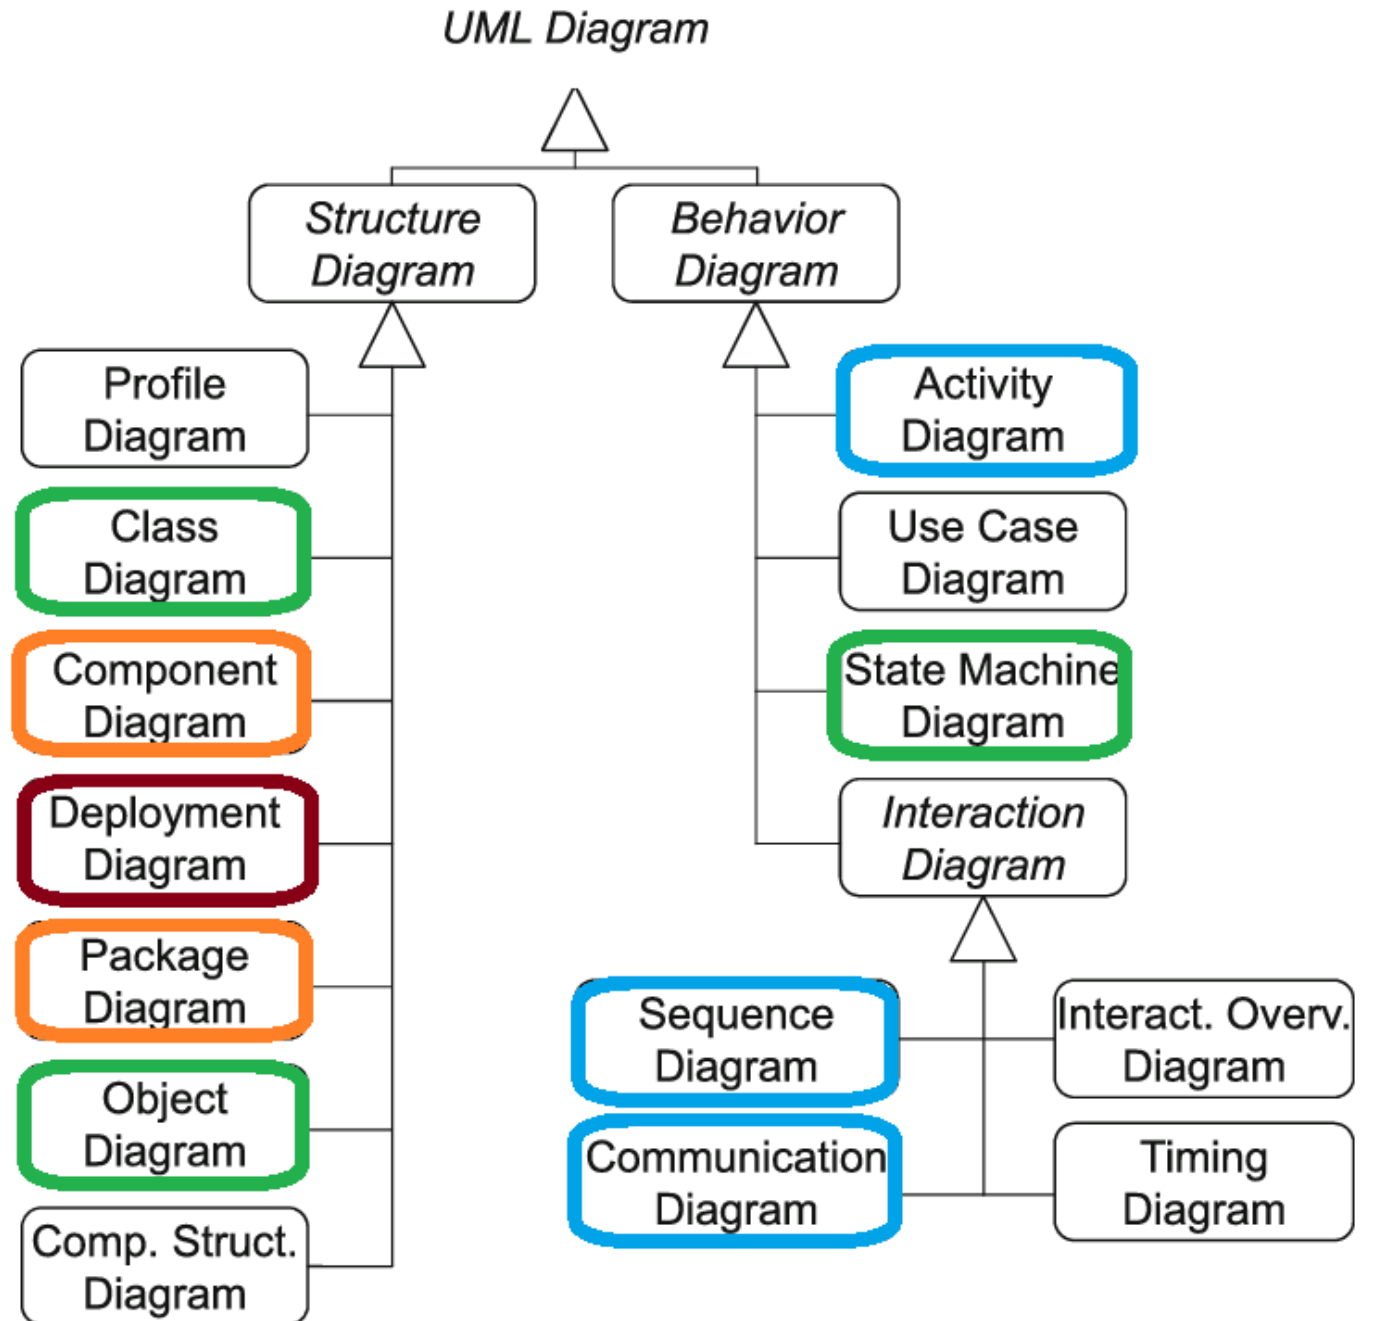 UML Diagram
Structure
Diagram
Behavior
Diagram
Profile
Diagram
Class
Diagram
Component
Diagram
Deployment
Diagram
Package
Diagram
Object
Diagram
Comp. Struct.
Diagram
Activity
Diagram
Use Case
Diagram
State Machine
Diagram
Interaction
Diagram
Sequence
Diagram
Communication
Diagram
Interact. Overv.
Diagram
Timing
Diagram